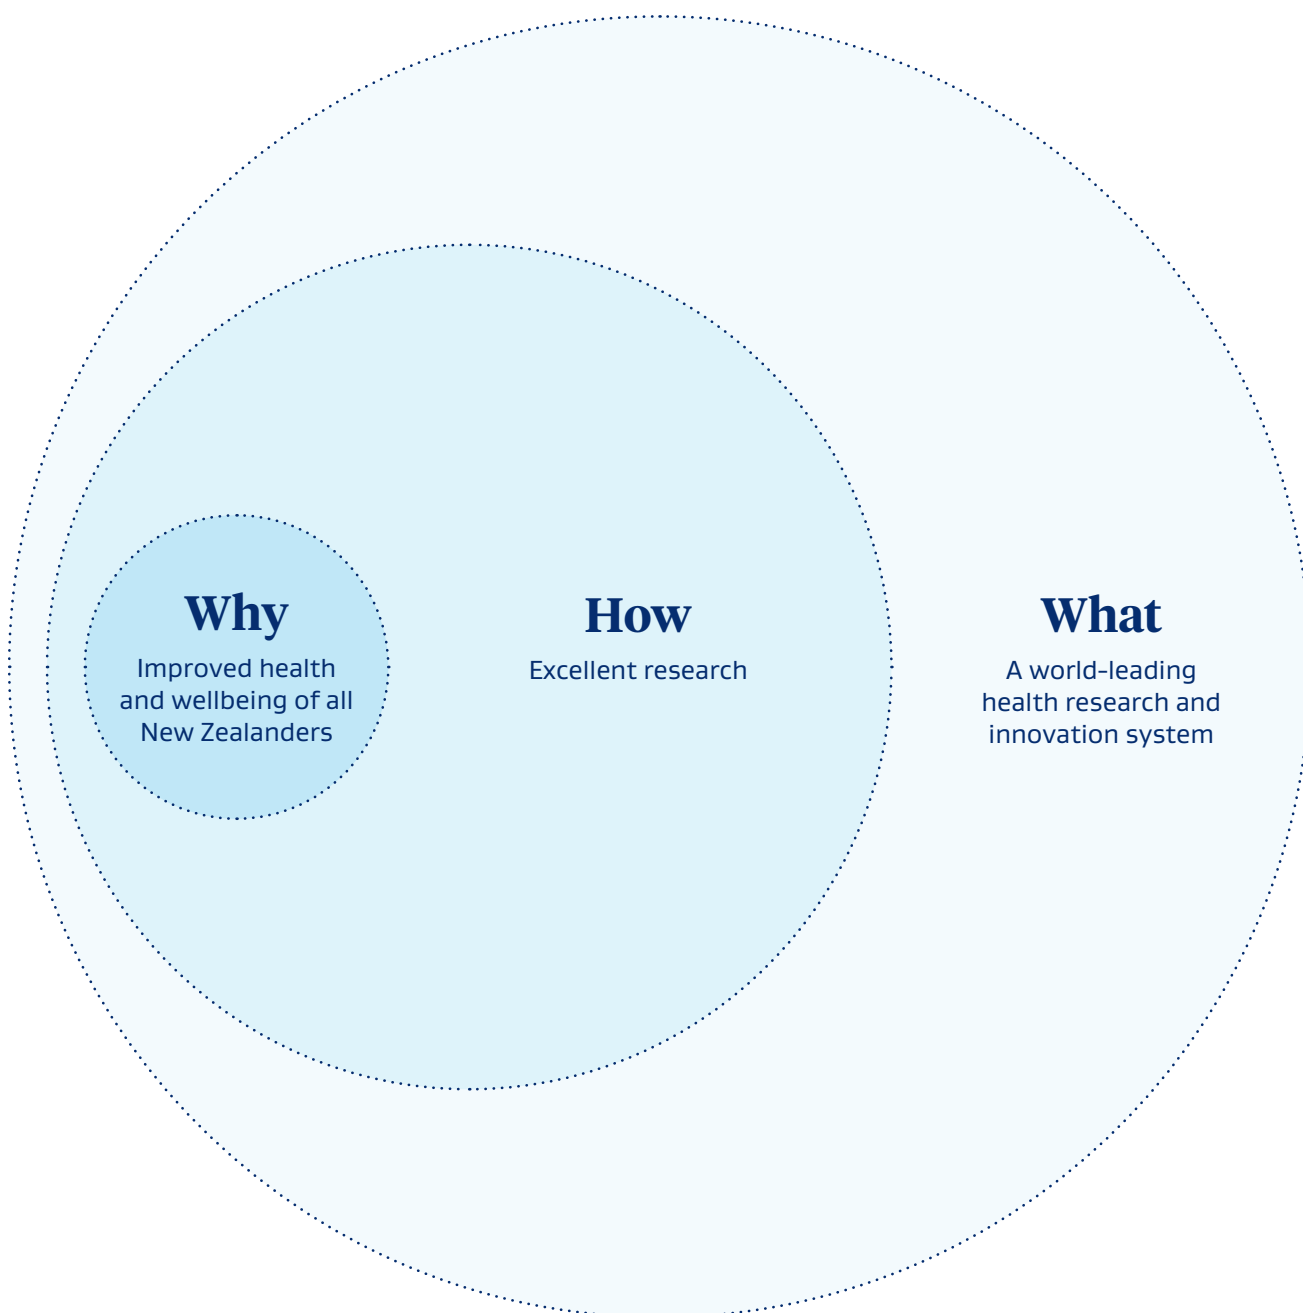 Why
Improved health
and wellbeing of all
New Zealanders
How
Excellent research
What
A world-leading
health research and
innovation system